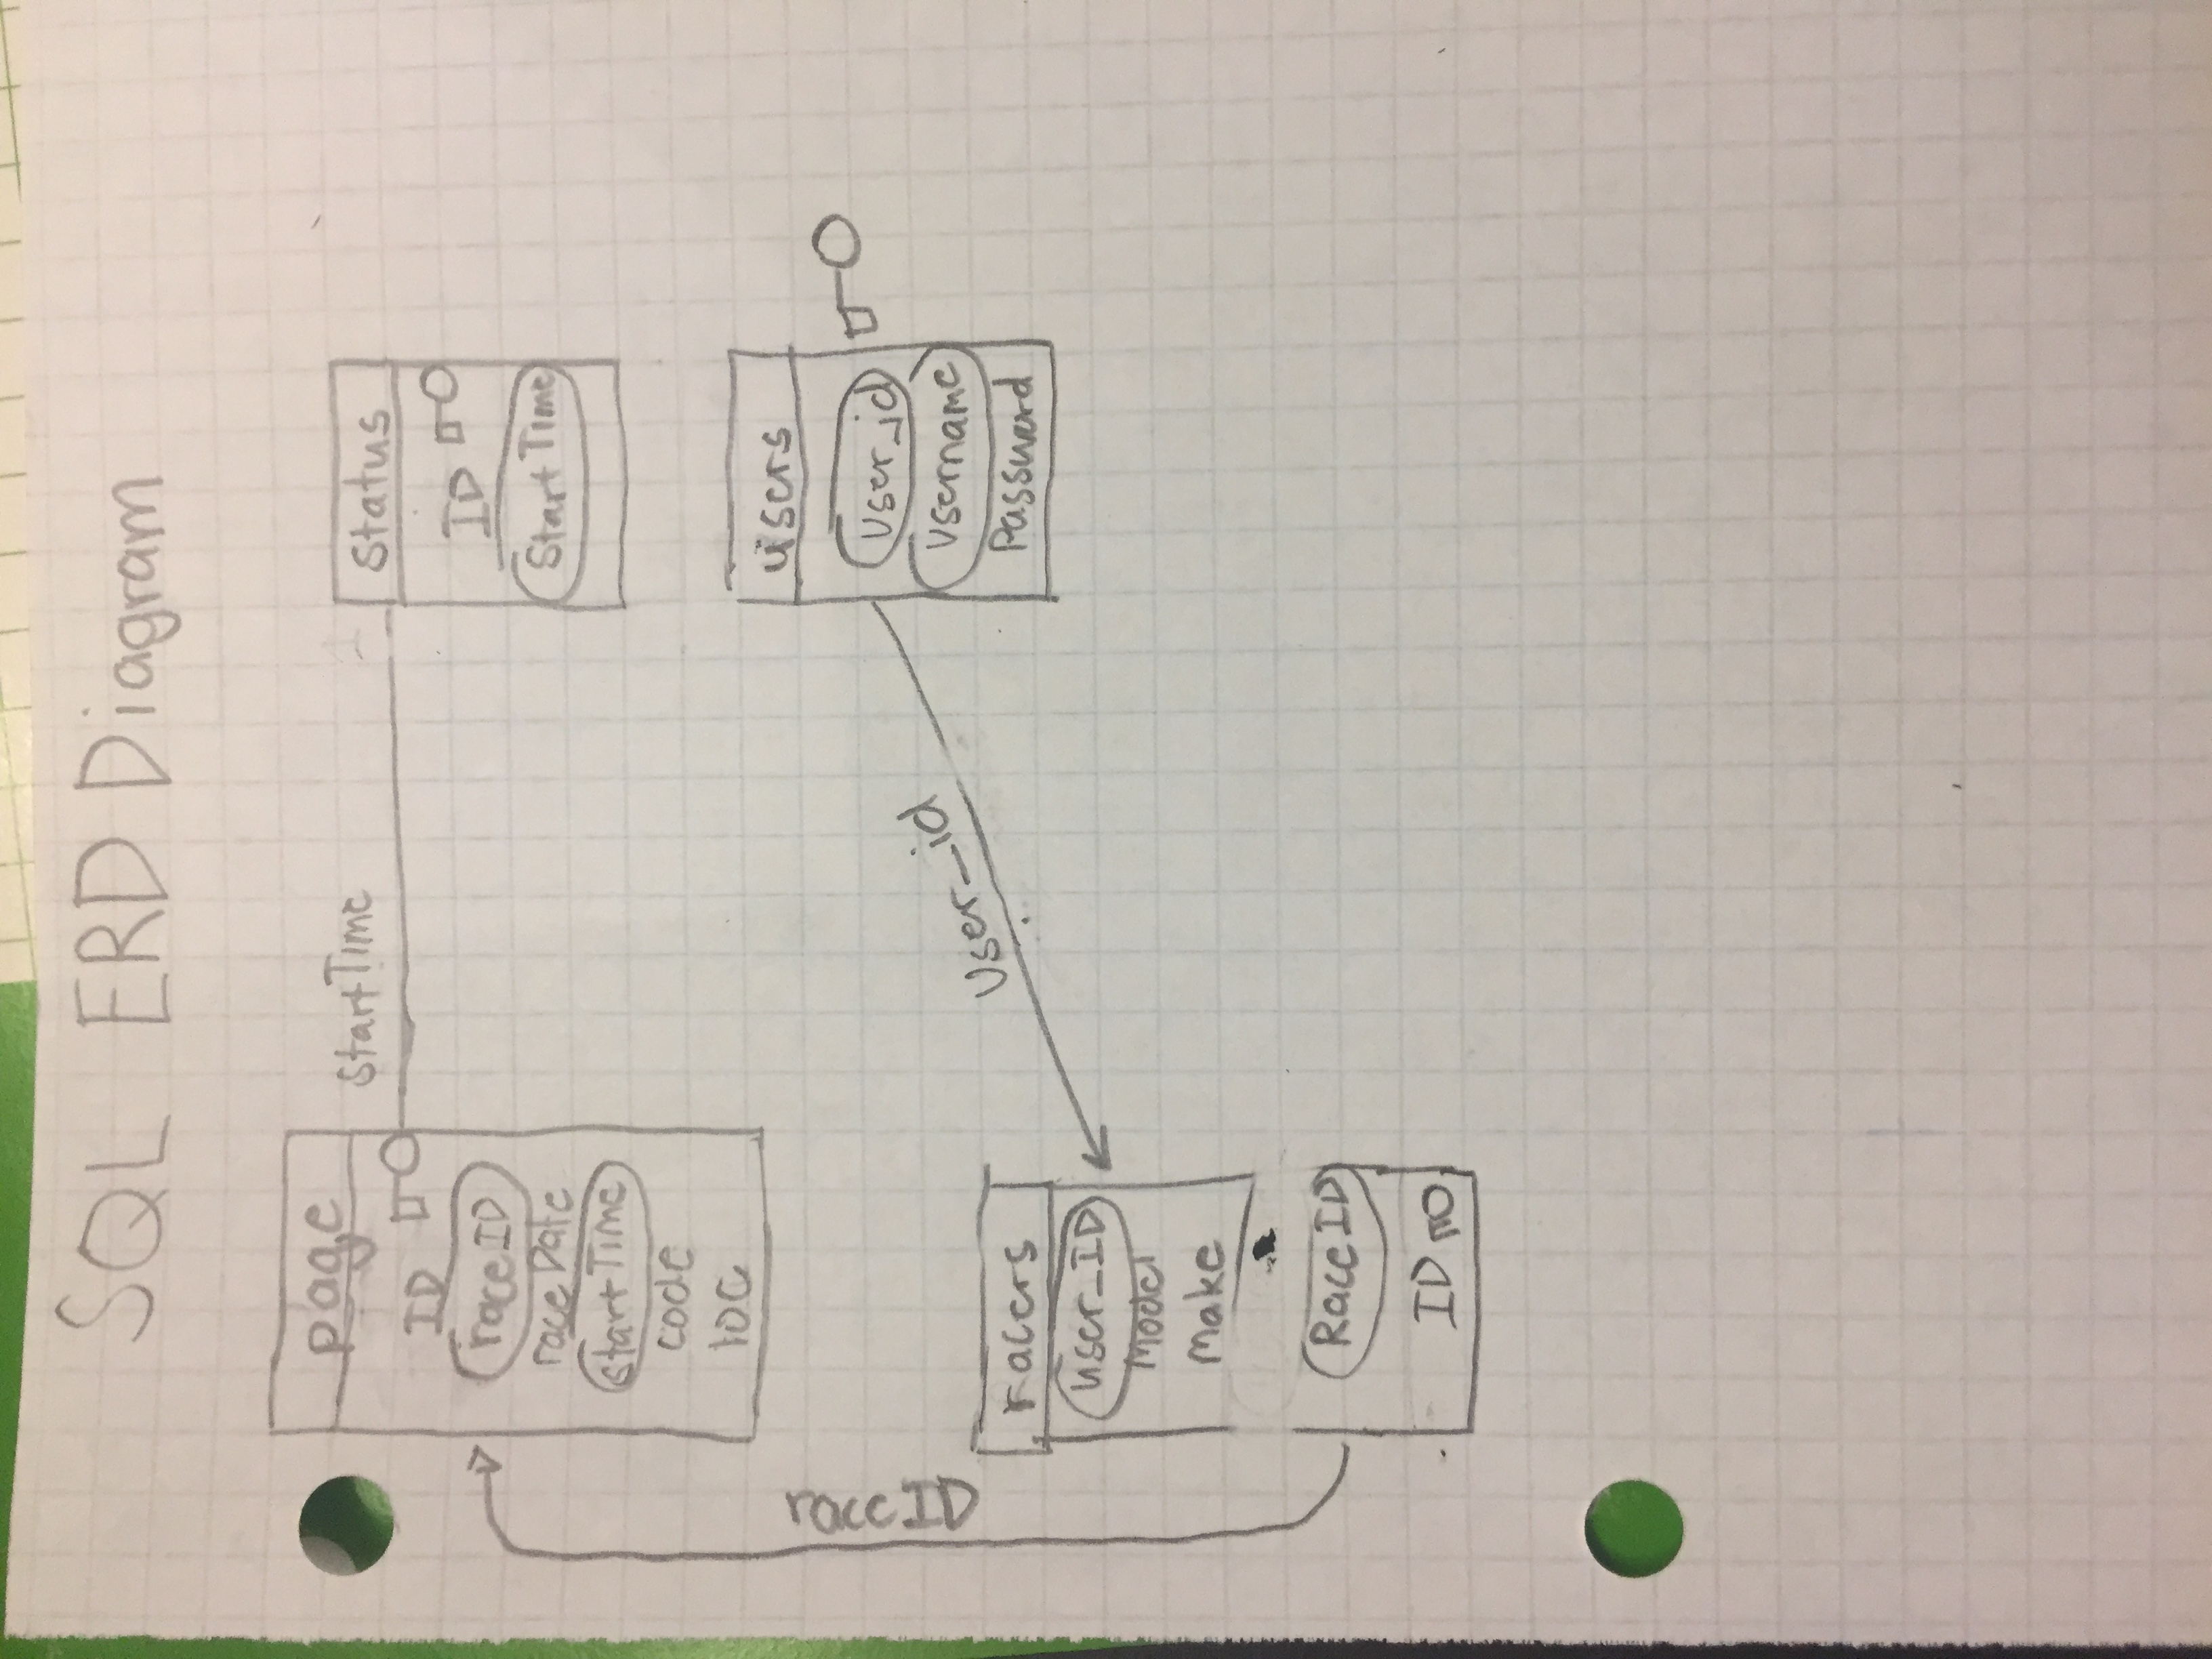 SQL ERD Diagram
page
ID
raceID
raceDate
startTime
code
loc
StartTime
Status
ID
StartTime
users
User_id
Username
Password
User_id
raceID
racers
user_ID
Model
Make
RaceID
ID